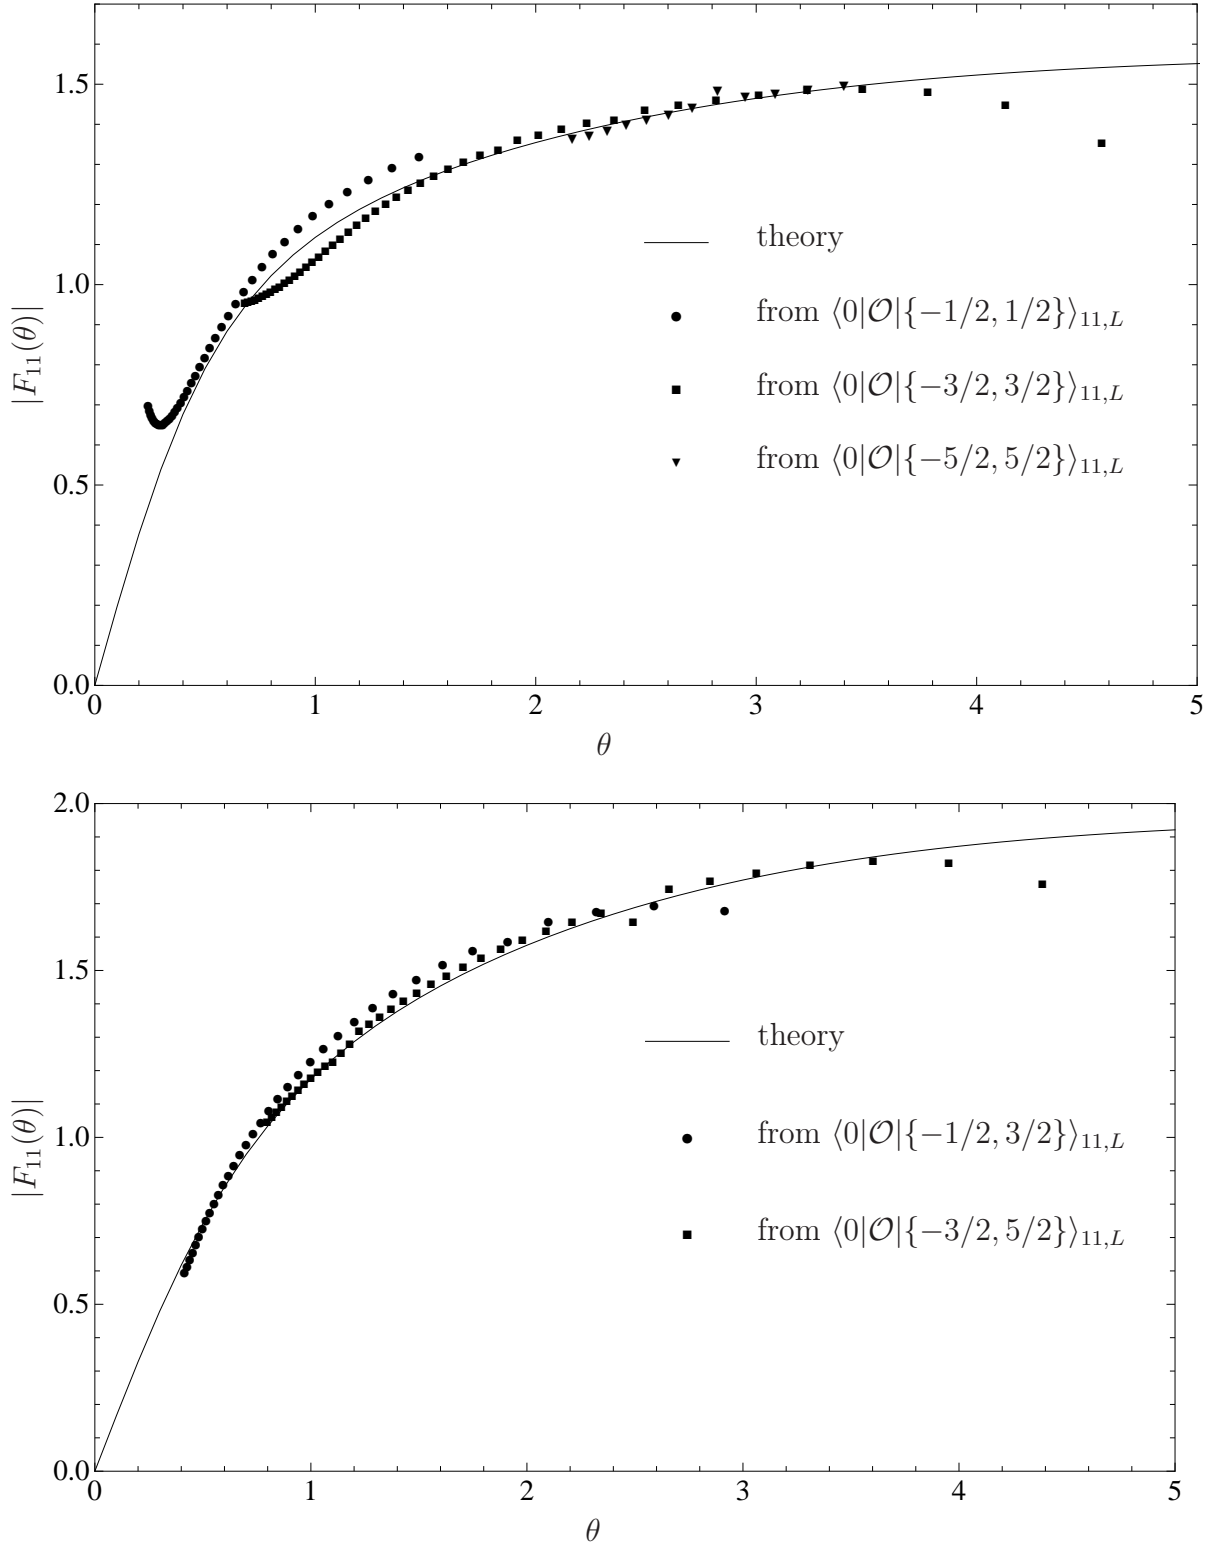 1.5
1.0
0.5
0.0
|F₁₁(θ)|
theory
from ⟨0|𝒪|{−1/2, 1/2}⟩₁₁,L
from ⟨0|𝒪|{−3/2, 3/2}⟩₁₁,L
from ⟨0|𝒪|{−5/2, 5/2}⟩₁₁,L
0 1 2 3 4 5
θ
2.0
1.5
1.0
0.5
0.0
|F₁₁(θ)|
theory
from ⟨0|𝒪|{−1/2, 3/2}⟩₁₁,L
from ⟨0|𝒪|{−3/2, 5/2}⟩₁₁,L
0 1 2 3 4 5
θ